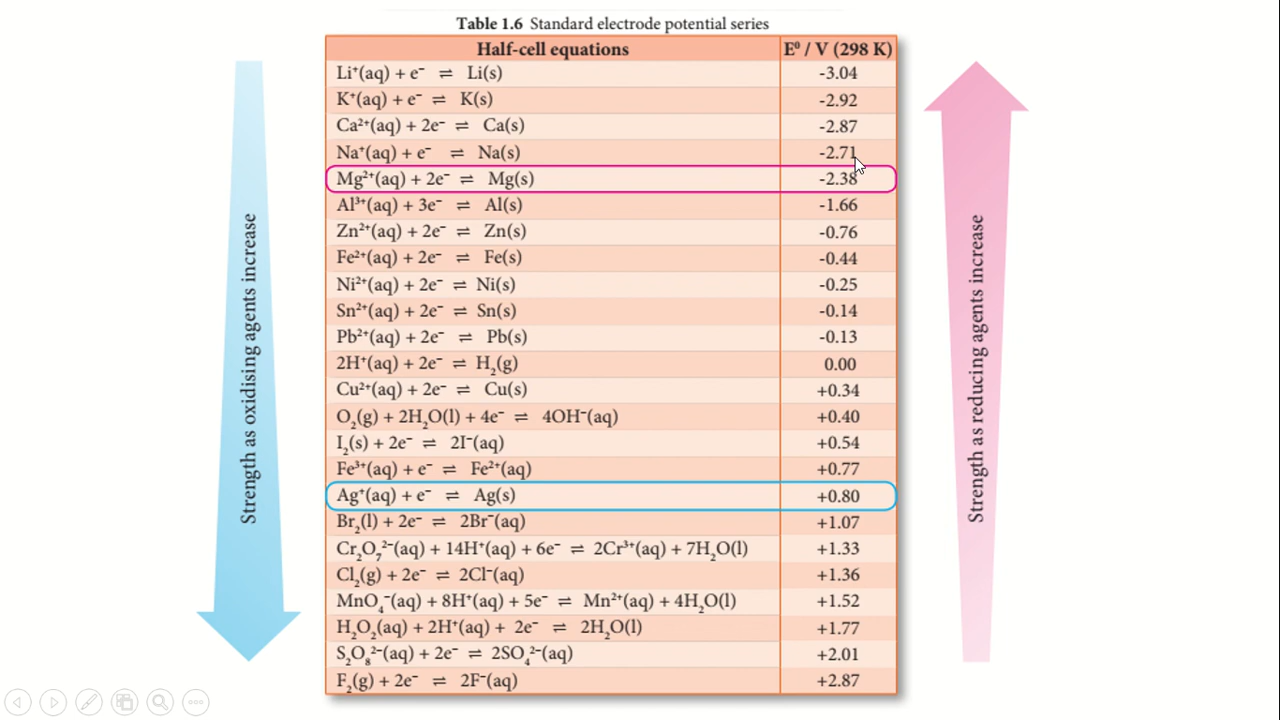 Table 1.6 Standard electrode potential series
Half-cell equations E⁰ / V (298 K)
Li⁺(aq) + e⁻ ⇌ Li(s) -3.04
K⁺(aq) + e⁻ ⇌ K(s) -2.92
Ca²⁺(aq) + 2e⁻ ⇌ Ca(s) -2.87
Na⁺(aq) + e⁻ ⇌ Na(s) -2.71
Mg²⁺(aq) + 2e⁻ ⇌ Mg(s) -2.38
Al³⁺(aq) + 3e⁻ ⇌ Al(s) -1.66
Zn²⁺(aq) + 2e⁻ ⇌ Zn(s) -0.76
Fe²⁺(aq) + 2e⁻ ⇌ Fe(s) -0.44
Ni²⁺(aq) + 2e⁻ ⇌ Ni(s) -0.25
Sn²⁺(aq) + 2e⁻ ⇌ Sn(s) -0.14
Pb²⁺(aq) + 2e⁻ ⇌ Pb(s) -0.13
2H⁺(aq) + 2e⁻ ⇌ H₂(g) 0.00
Cu²⁺(aq) + 2e⁻ ⇌ Cu(s) +0.34
O₂(g) + 2H₂O(l) + 4e⁻ ⇌ 4OH⁻(aq) +0.40
I₂(s) + 2e⁻ ⇌ 2I⁻(aq) +0.54
Fe³⁺(aq) + e⁻ ⇌ Fe²⁺(aq) +0.77
Ag⁺(aq) + e⁻ ⇌ Ag(s) +0.80
Br₂(l) + 2e⁻ ⇌ 2Br⁻(aq) +1.07
Cr₂O₇²⁻(aq) + 14H⁺(aq) + 6e⁻ ⇌ 2Cr³⁺(aq) + 7H₂O(l) +1.33
Cl₂(g) + 2e⁻ ⇌ 2Cl⁻(aq) +1.36
MnO₄⁻(aq) + 8H⁺(aq) + 5e⁻ ⇌ Mn²⁺(aq) + 4H₂O(l) +1.52
H₂O₂(aq) + 2H⁺(aq) + 2e⁻ ⇌ 2H₂O(l) +1.77
S₂O₈²⁻(aq) + 2e⁻ ⇌ 2SO₄²⁻(aq) +2.01
F₂(g) + 2e⁻ ⇌ 2F⁻(aq) +2.87
Strength as oxidising agents increase
Strength as reducing agents increase